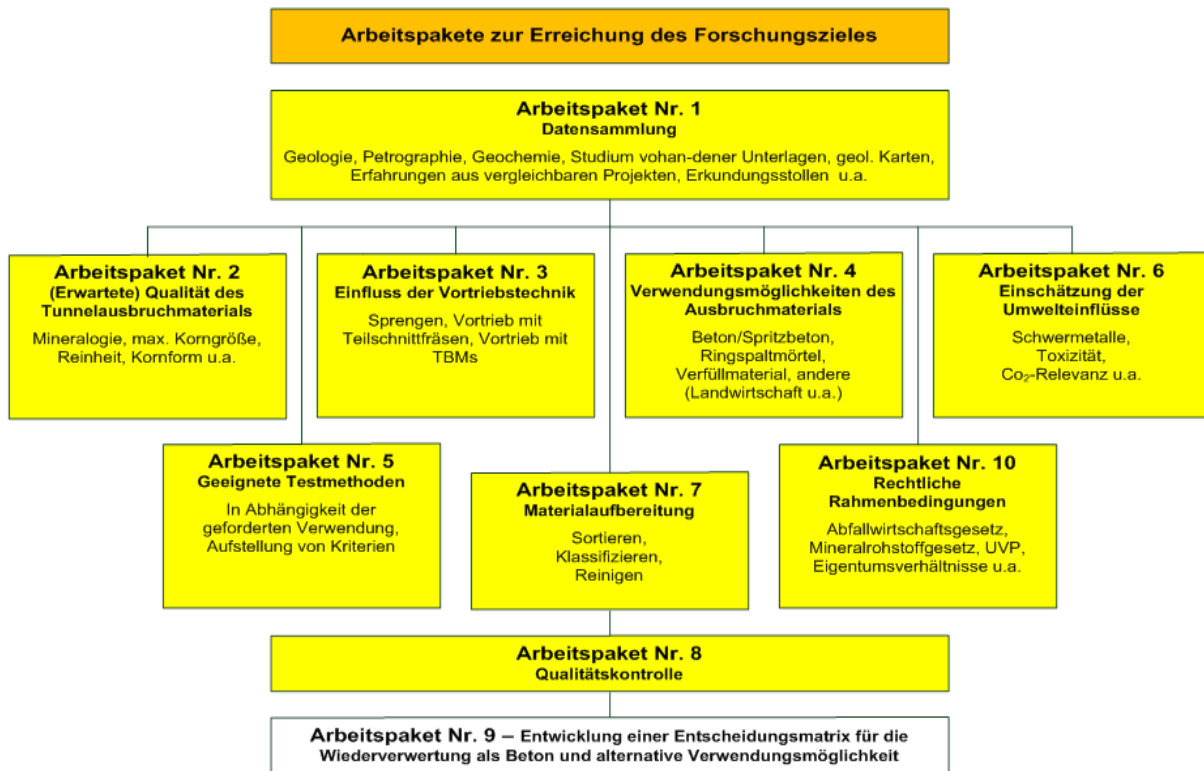 Arbeitspakete zur Erreichung des Forschungszieles
Arbeitspaket Nr. 1
Datensammlung
Geologie, Petrographie, Geochemie, Studium vohan-dener Unterlagen, geol. Karten,
Erfahrungen aus vergleichbaren Projekten, Erkundungsstollen u.a.
Arbeitspaket Nr. 2
(Erwartete) Qualität des
Tunnelausbruchmaterials
Mineralogie, max. Korngröße,
Reinheit, Kornform u.a.
Arbeitspaket Nr. 3
Einfluss der Vortriebstechnik
Sprengen, Vortrieb mit
Teilschnittfräsen, Vortrieb mit
TBMs
Arbeitspaket Nr. 4
Verwendungsmöglichkeiten des
Ausbruchmaterials
Beton/Spritzbeton,
Ringspaltmörtel,
Verfüllmaterial, andere
(Landwirtschaft u.a.)
Arbeitspaket Nr. 6
Einschätzung der
Umwelteinflüsse
Schwermetalle,
Toxizität,
Co₂-Relevanz u.a.
Arbeitspaket Nr. 5
Geeignete Testmethoden
In Abhängigkeit der
geforderten Verwendung,
Aufstellung von Kriterien
Arbeitspaket Nr. 7
Materialaufbereitung
Sortieren,
Klassifizieren,
Reinigen
Arbeitspaket Nr. 10
Rechtliche
Rahmenbedingungen
Abfallwirtschaftsgesetz,
Mineralrohstoffgesetz, UVP,
Eigentumsverhältnisse u.a.
Arbeitspaket Nr. 8
Qualitätskontrolle
Arbeitspaket Nr. 9 – Entwicklung einer Entscheidungsmatrix für die
Wiederverwertung als Beton und alternative Verwendungsmöglichkeit